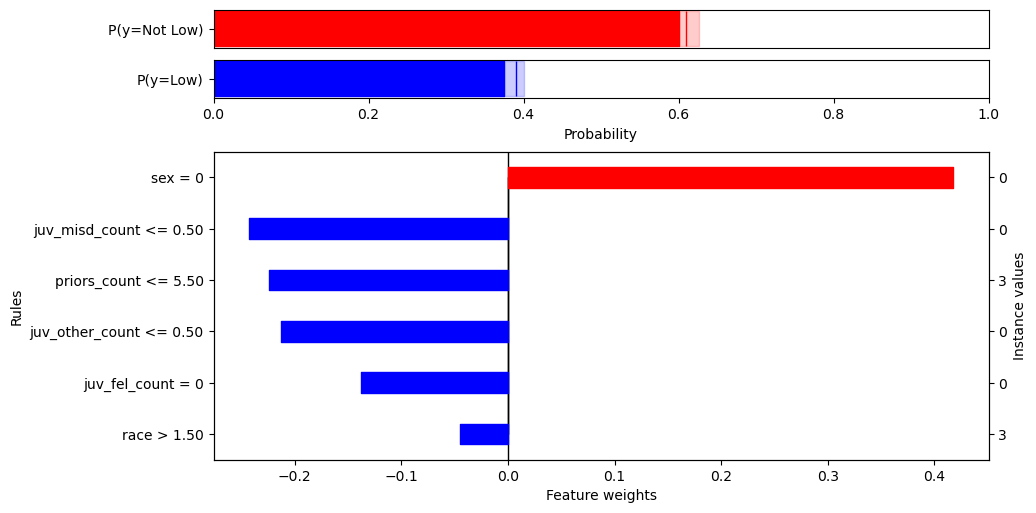 P(y=Not Low)
P(y=Low)
0.0 0.2 0.4 0.6 0.8 1.0
Probability
sex = 0 0
juv_misd_count <= 0.50 0
priors_count <= 5.50 3
juv_other_count <= 0.50 0
juv_fel_count = 0 0
race > 1.50 3
Rules
Instance values
−0.2 −0.1 0.0 0.1 0.2 0.3 0.4
Feature weights